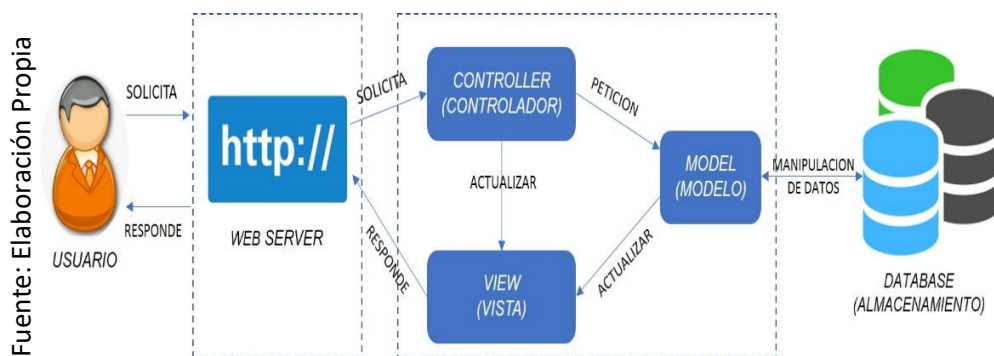 Fuente: Elaboración Propia
SOLICITA
RESPONDE
USUARIO
http://
WEB SERVER
SOLICITA
RESPONDE
CONTROLLER
(CONTROLADOR)
PETICION
ACTUALIZAR
MODEL
(MODELO)
ACTUALIZAR
VIEW
(VISTA)
MANIPULACION
DE DATOS
DATABASE
(ALMACENAMIENTO)